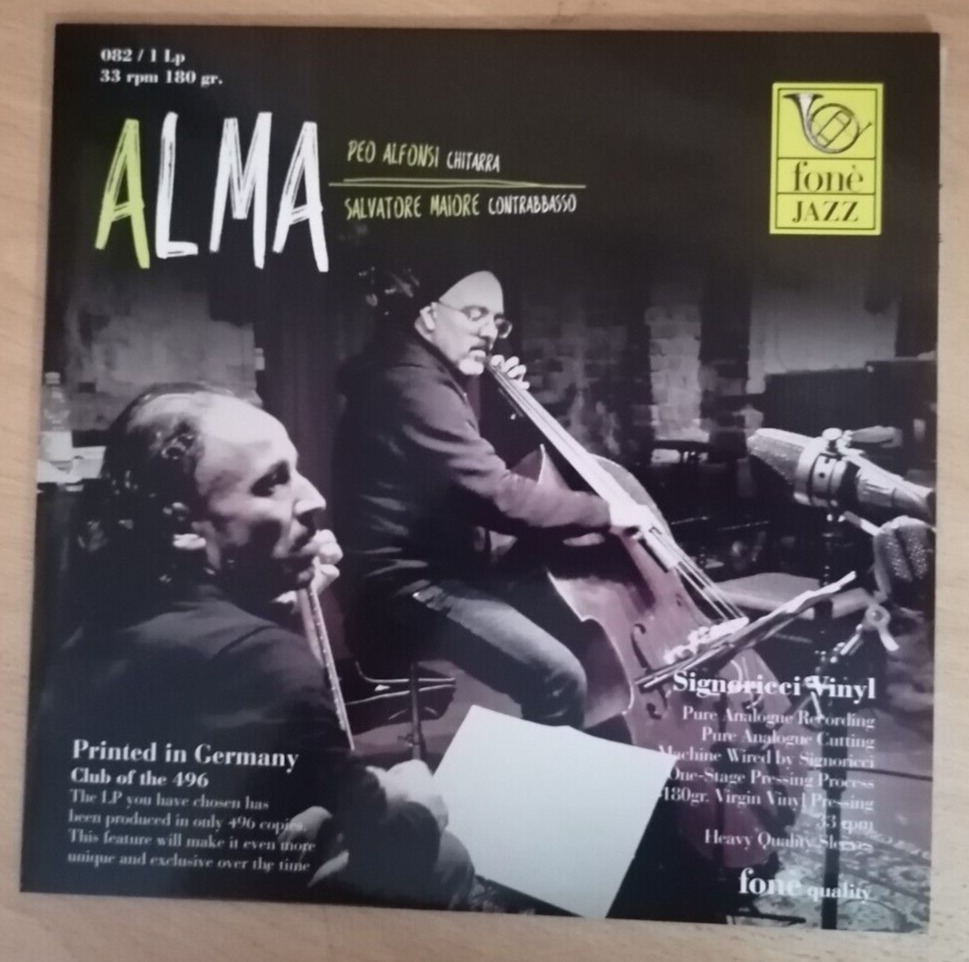 082 / 1 Lp
33 rpm 180 gr.
ALMA
PEO ALFONSI CHITARRA
SALVATORE MAIORE CONTRABBASSO
fonè
JAZZ
Signoricci Vinyl
Pure Analogue Recording
Pure Analogue Cutting
Machine Wired by Signoricci
One-Stage Pressing Process
180gr. Virgin Vinyl Pressing
33 rpm
Heavy Quality Sleeves
fonè quality
Printed in Germany
Club of the 496
The LP you have chosen has
been produced in only 496 copies.
This feature will make it even more
unique and exclusive over the time